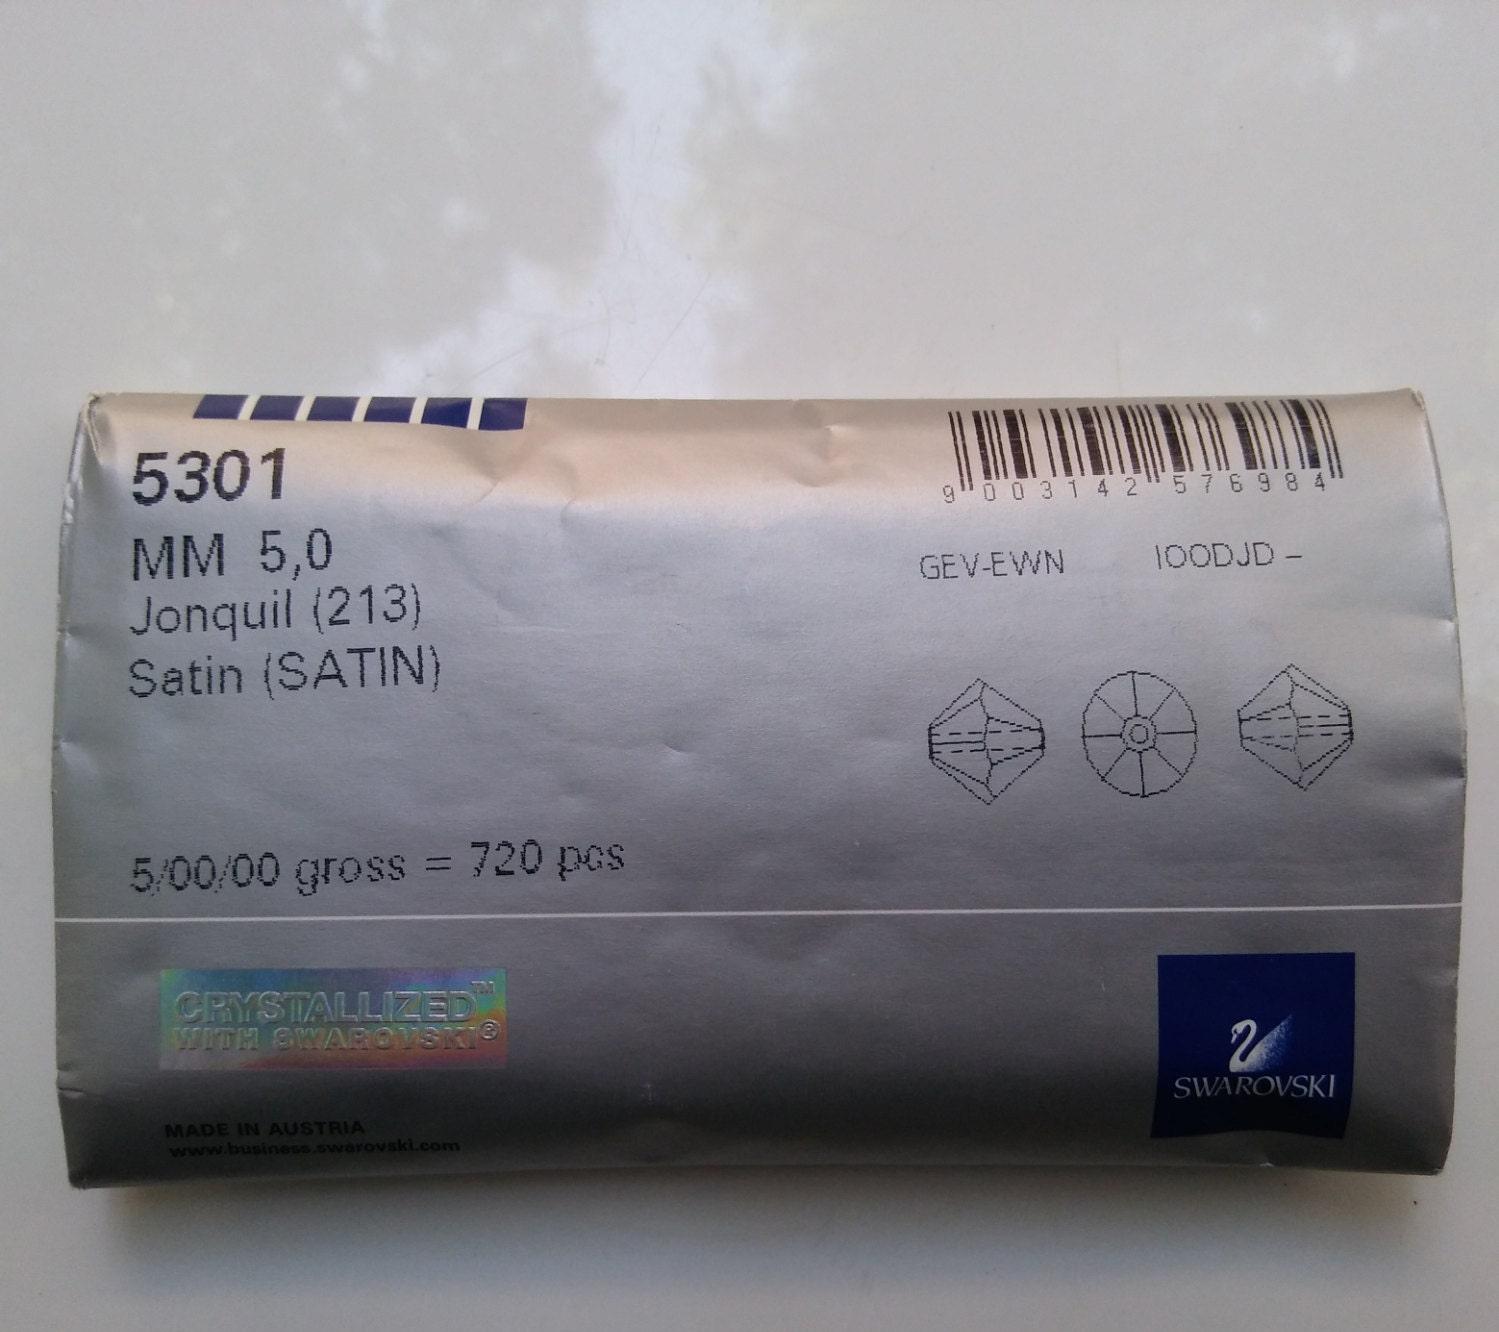 5301
MM 5,0
Jonquil (213)
Satin (SATIN)
5/00/00 gross = 720 pcs
9 003142 576984
GEV-EWN IOODJD –
CRYSTALLIZED™
WITH SWAROVSKI®
MADE IN AUSTRIA
www.business.swarovski.com
SWAROVSKI